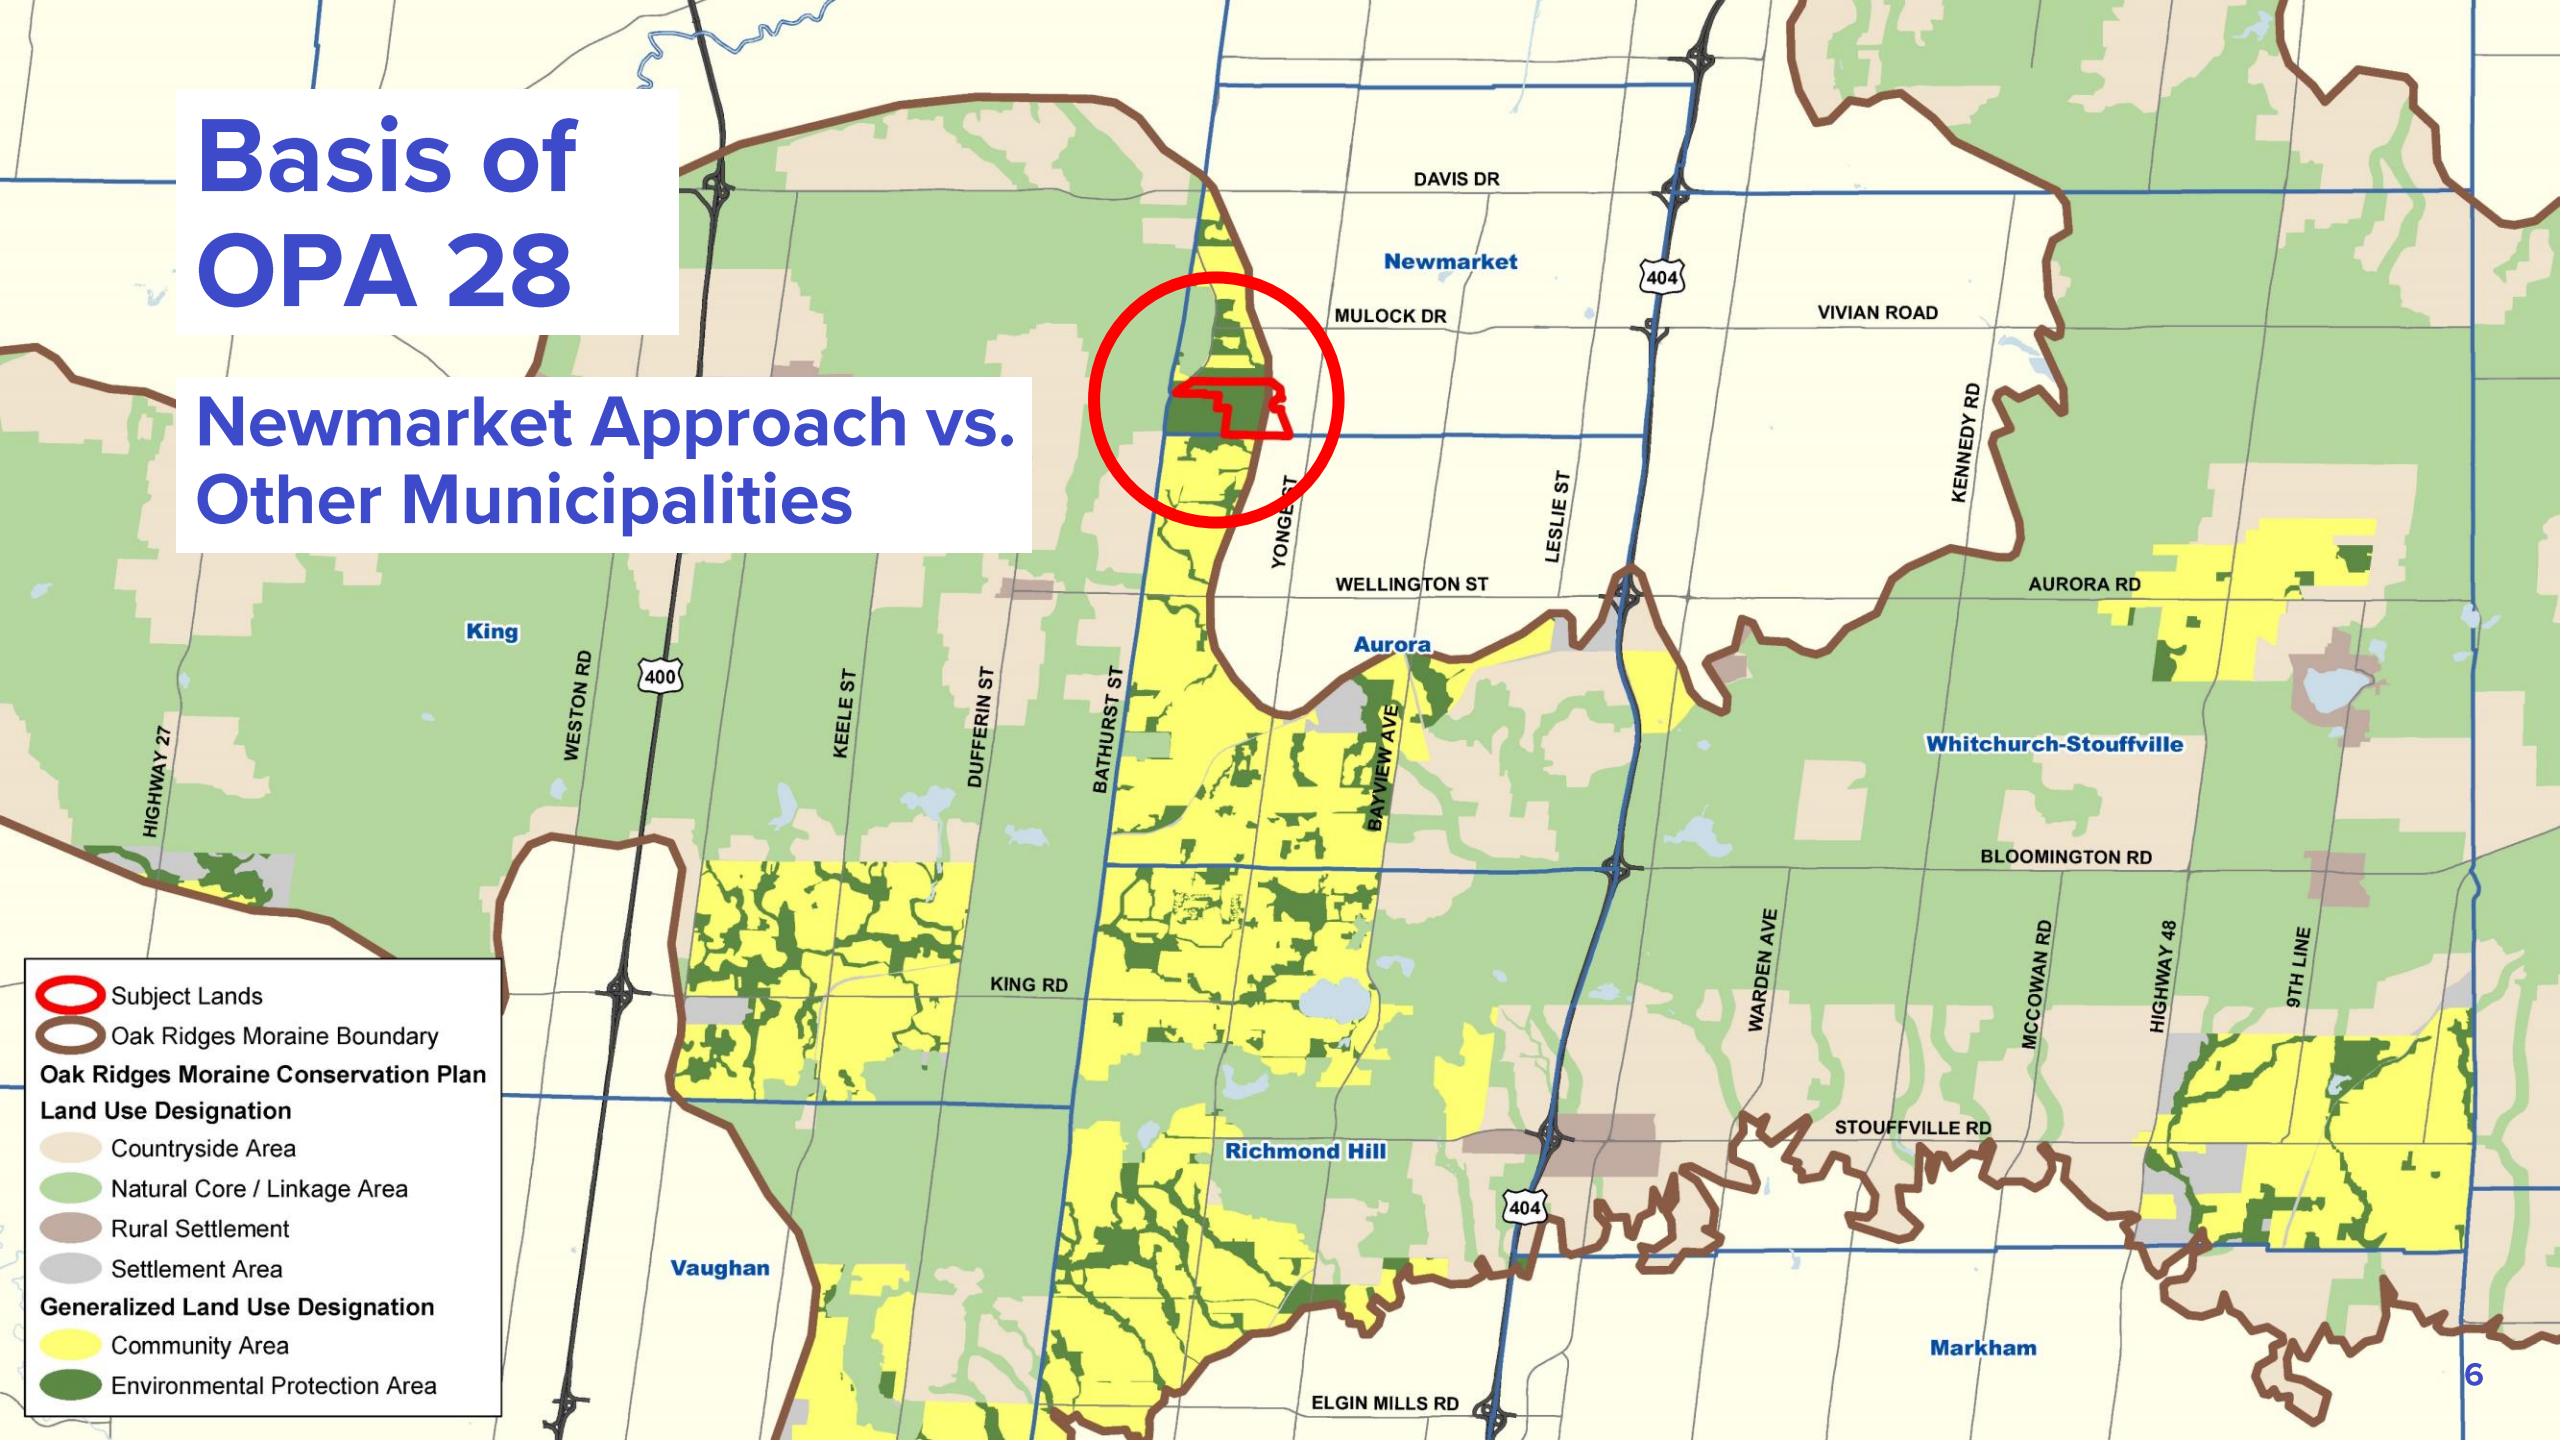 Basis of
OPA 28
Newmarket Approach vs.
Other Municipalities
DAVIS DR
Newmarket
404
MULOCK DR
VIVIAN ROAD
KENNEDY RD
YONGE ST
LESLIE ST
WELLINGTON ST
AURORA RD
King
Aurora
400
WESTON RD
KEELE ST
DUFFERIN ST
BATHURST ST
BAYVIEW AVE
HIGHWAY 27
Whitchurch-Stouffville
BLOOMINGTON RD
KING RD
WARDEN AVE
MCCOWAN RD
HIGHWAY 48
9TH LINE
STOUFFVILLE RD
Richmond Hill
404
Vaughan
Markham
ELGIN MILLS RD
Subject Lands
Oak Ridges Moraine Boundary
Oak Ridges Moraine Conservation Plan
Land Use Designation
Countryside Area
Natural Core / Linkage Area
Rural Settlement
Settlement Area
Generalized Land Use Designation
Community Area
Environmental Protection Area
6